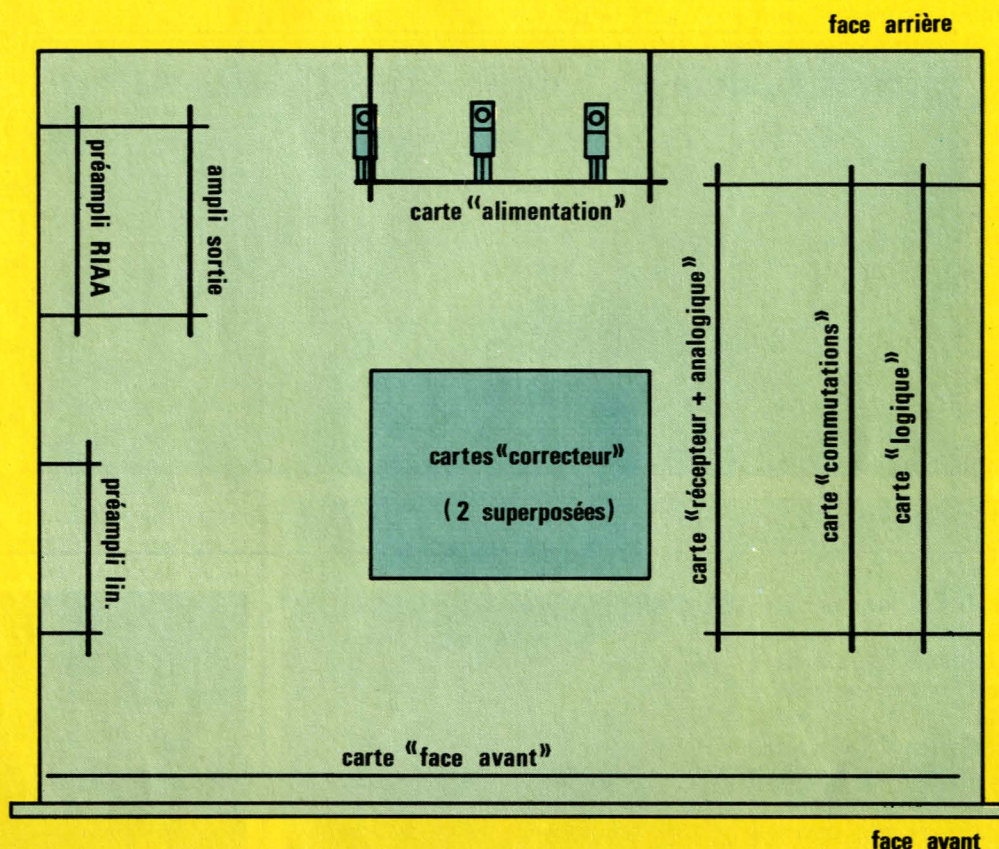 face arrière
préampli RIAA
ampli sortie
carte "alimentation"
carte "récepteur + analogique"
carte "commutations"
carte "logique"
cartes "correcteur"
(2 superposées)
préampli lin.
carte "face avant"
face avant